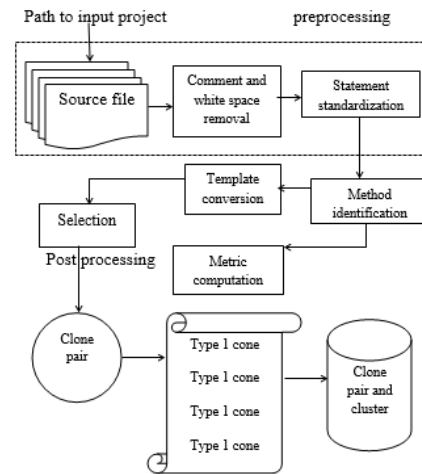 Path to input project
preprocessing
Source file
Comment and
white space
removal
Statement
standardization
Template
conversion
Method
identification
Selection
Post processing
Metric
computation
Clone
pair
Type 1 cone
Type 1 cone
Type 1 cone
Type 1 cone
Clone
pair and
cluster